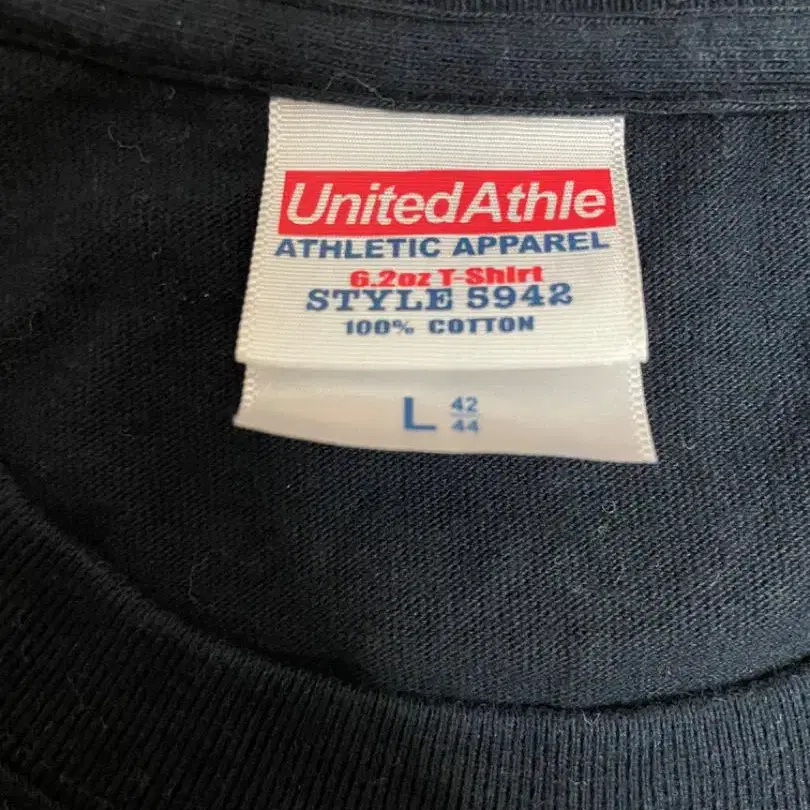 UnitedAthle
ATHLETIC APPAREL
6.2oz T-Shirt
STYLE 5942
100% COTTON
L 42/44